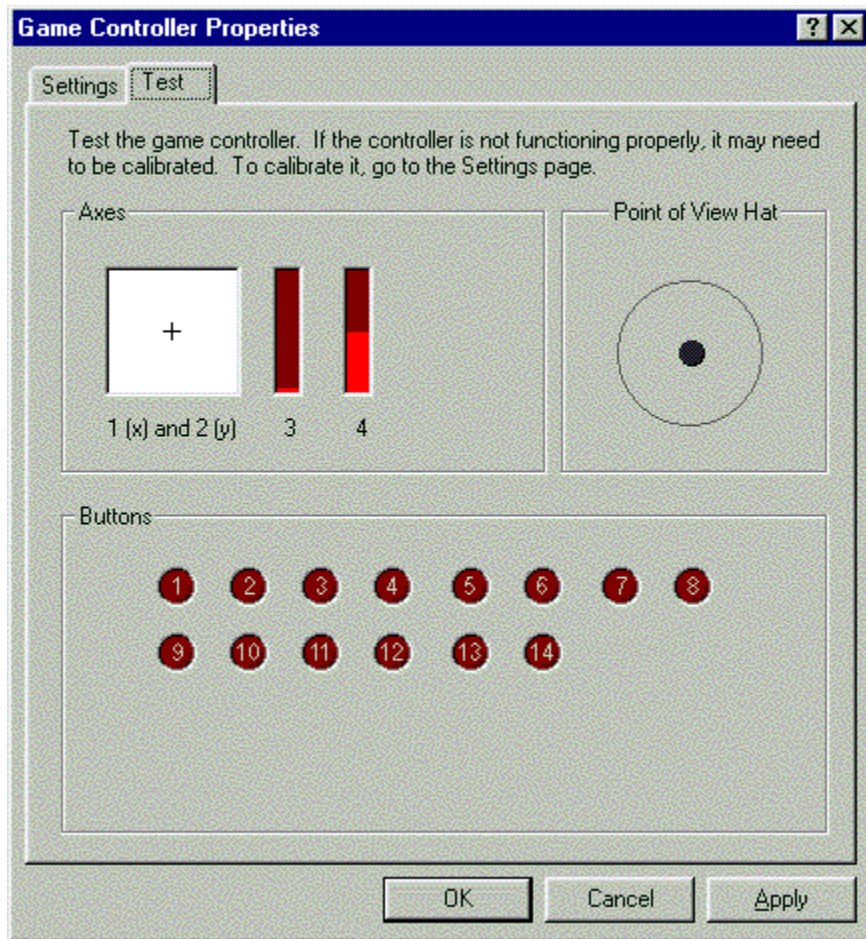 Game Controller Properties
Settings Test
Test the game controller.  If the controller is not functioning properly, it may need
to be calibrated.  To calibrate it, go to the Settings page.
Axes
Point of View Hat
1 (x) and 2 (y) 3 4
Buttons
1 2 3 4 5 6 7 8
9 10 11 12 13 14
OK Cancel Apply